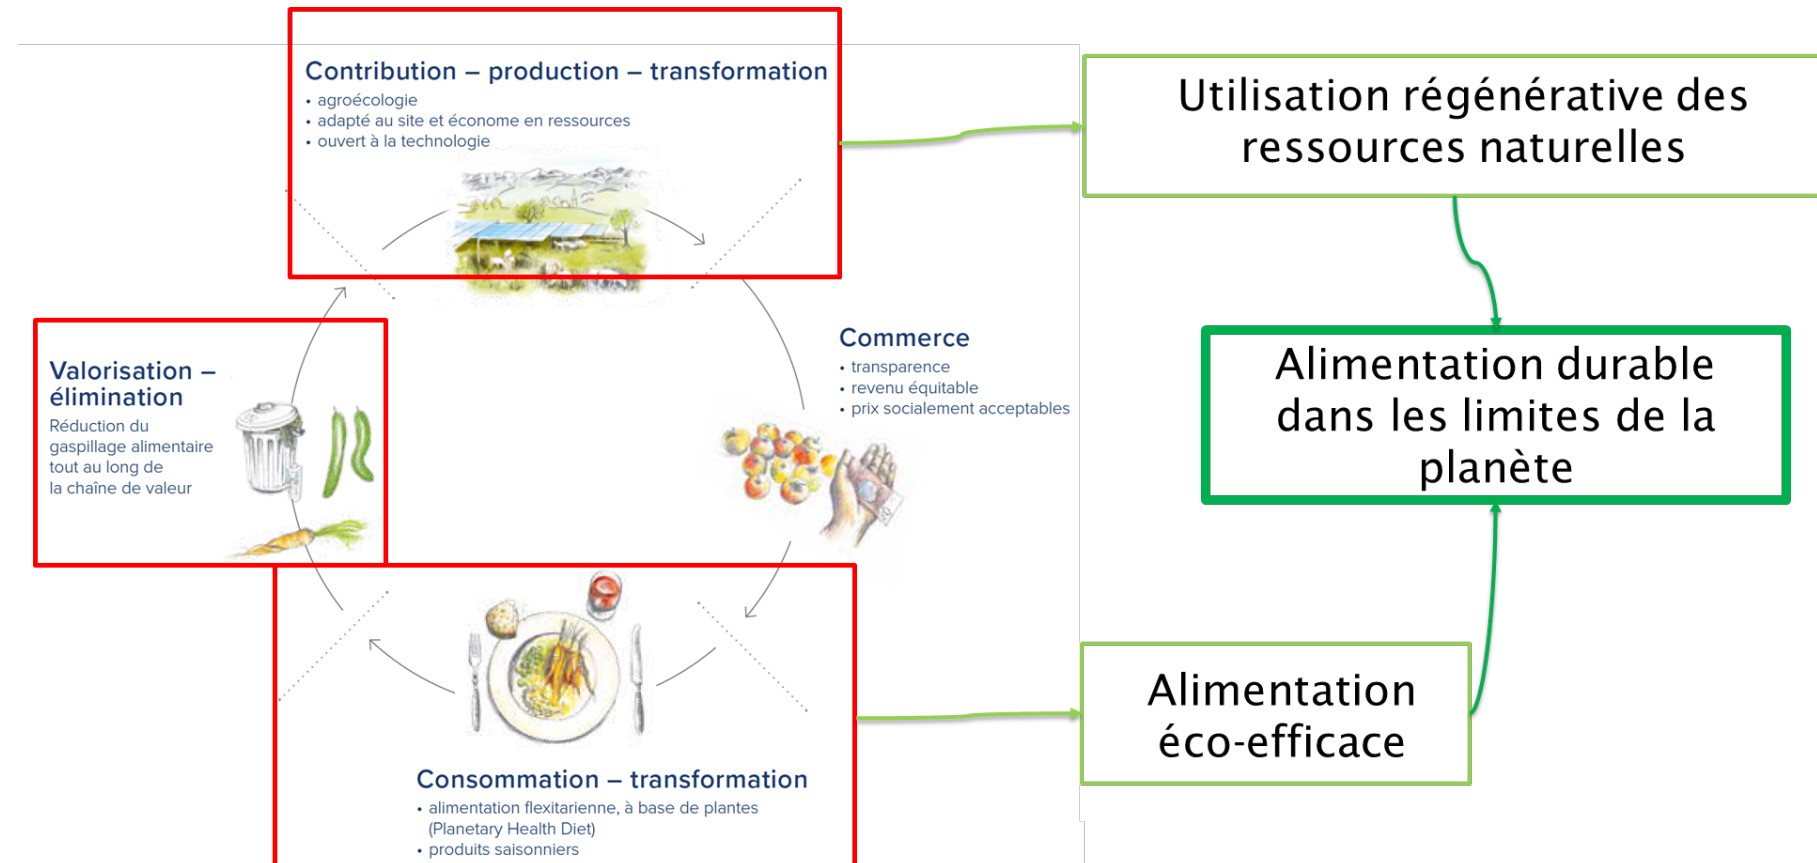 Contribution – production – transformation
• agroécologie
• adapté au site et économe en ressources
• ouvert à la technologie
Utilisation régénérative des
ressources naturelles
Commerce
• transparence
• revenu équitable
• prix socialement acceptables
Valorisation –
élimination
Réduction du
gaspillage alimentaire
tout au long de
la chaîne de valeur
Alimentation durable
dans les limites de la
planète
Alimentation
éco-efficace
Consommation – transformation
• alimentation flexitarienne, à base de plantes
(Planetary Health Diet)
• produits saisonniers